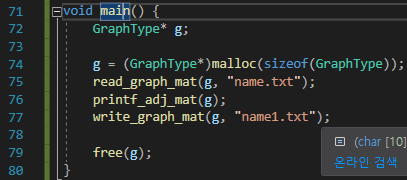 71 void main() {
72 GraphType* g;
73
74 g = (GraphType*)malloc(sizeof(GraphType));
75 read_graph_mat(g, "name.txt");
76 printf_adj_mat(g);
77 write_graph_mat(g, "name1.txt");
78
79 free(g);
80 }
(char [10]
온라인 검색